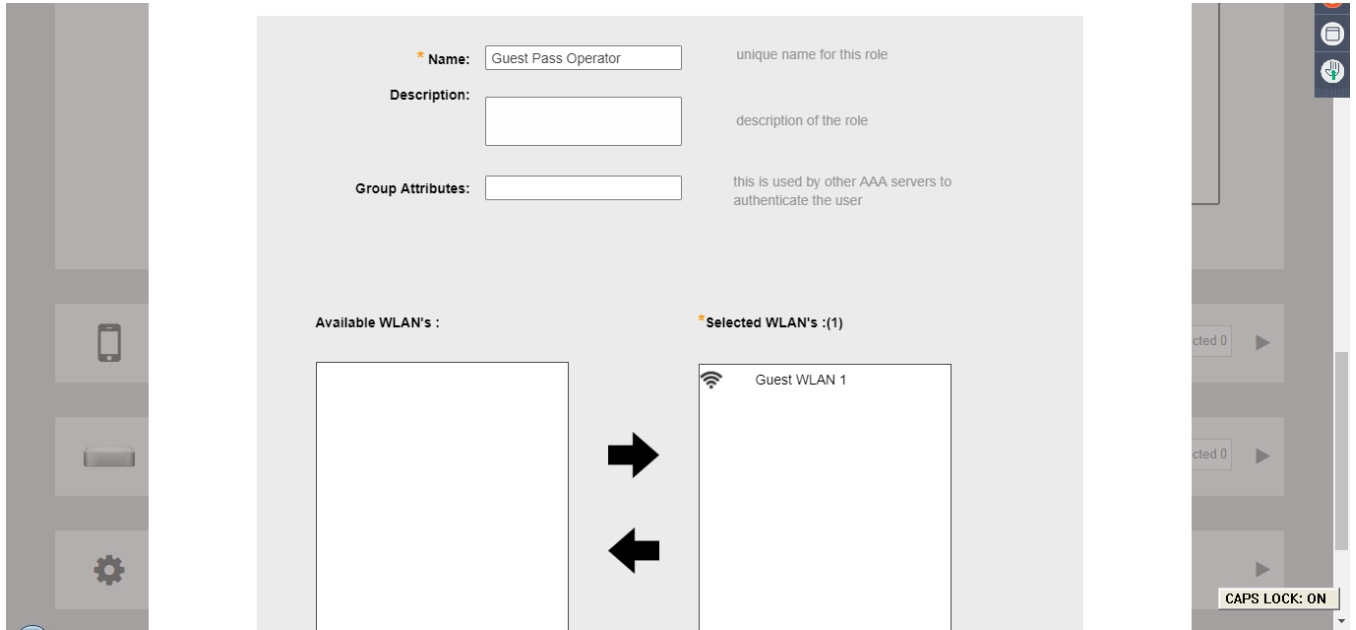 * Name:
Guest Pass Operator
unique name for this role
Description:
description of the role
Group Attributes:
this is used by other AAA servers to
authenticate the user
Available WLAN's :
*Selected WLAN's :(1)
Guest WLAN 1
cted 0
cted 0
CAPS LOCK: ON